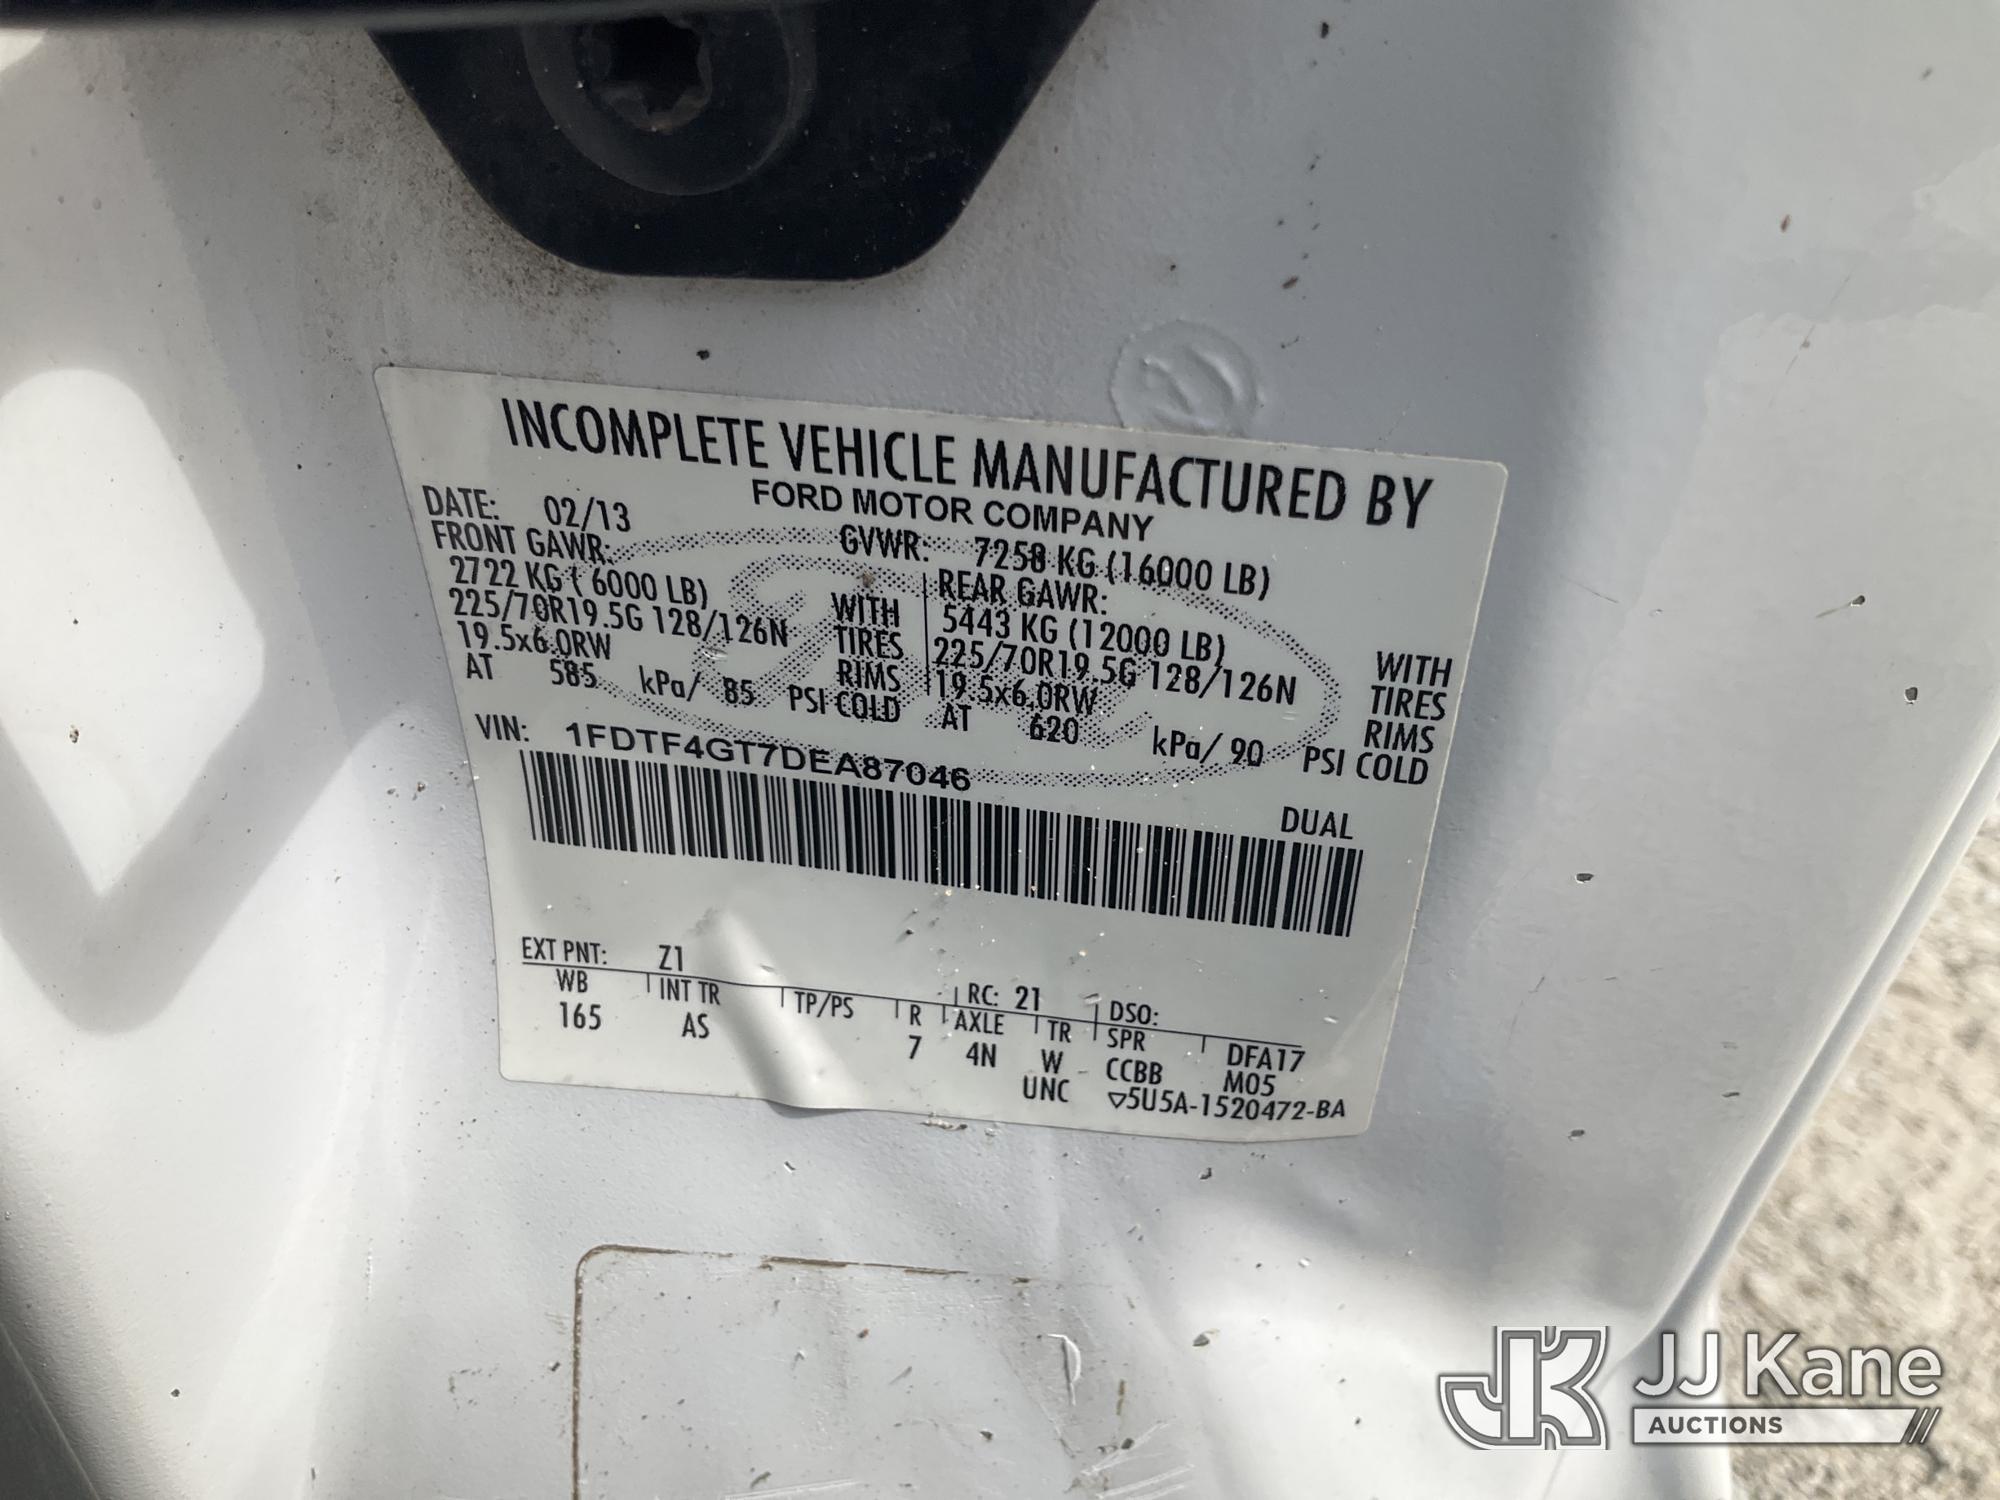 INCOMPLETE VEHICLE MANUFACTURED BY
FORD MOTOR COMPANY
DATE: 02/13 GVWR: 7258 KG (16000 LB)
FRONT GAWR: REAR GAWR:
2722 KG ( 6000 LB) WITH 5443 KG (12000 LB) WITH
225/70R19.5G 128/126N TIRES 225/70R19.5G 128/126N TIRES
19.5x6.0RW RIMS 19.5x6.0RW RIMS
AT 585 kPa/ 85 PSI COLD AT 620 kPa/ 90 PSI COLD
VIN: 1FDTF4GT7DEA87046
DUAL
EXT PNT: Z1 RC: 21 DSO:
WB INT TR TP/PS R AXLE TR SPR DFA17
165 AS 7 4N W CCBB M05
UNC ▽5U5A-1520472-BA
JK JJ Kane
AUCTIONS